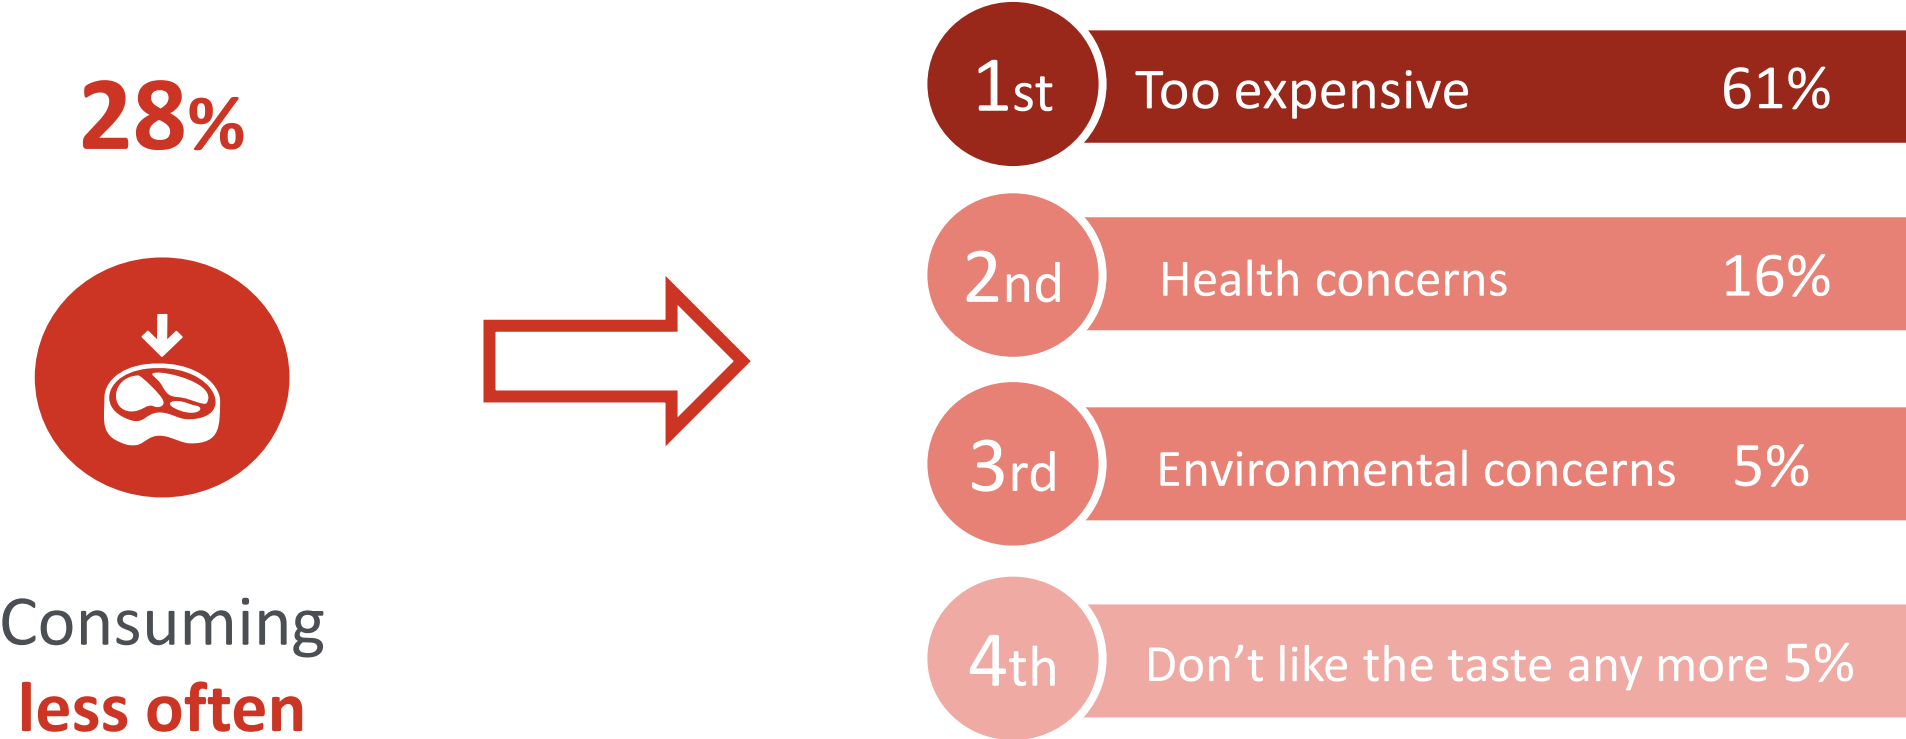 28%
Consuming
less often
1st Too expensive 61%
2nd Health concerns 16%
3rd Environmental concerns 5%
4th Don’t like the taste any more 5%